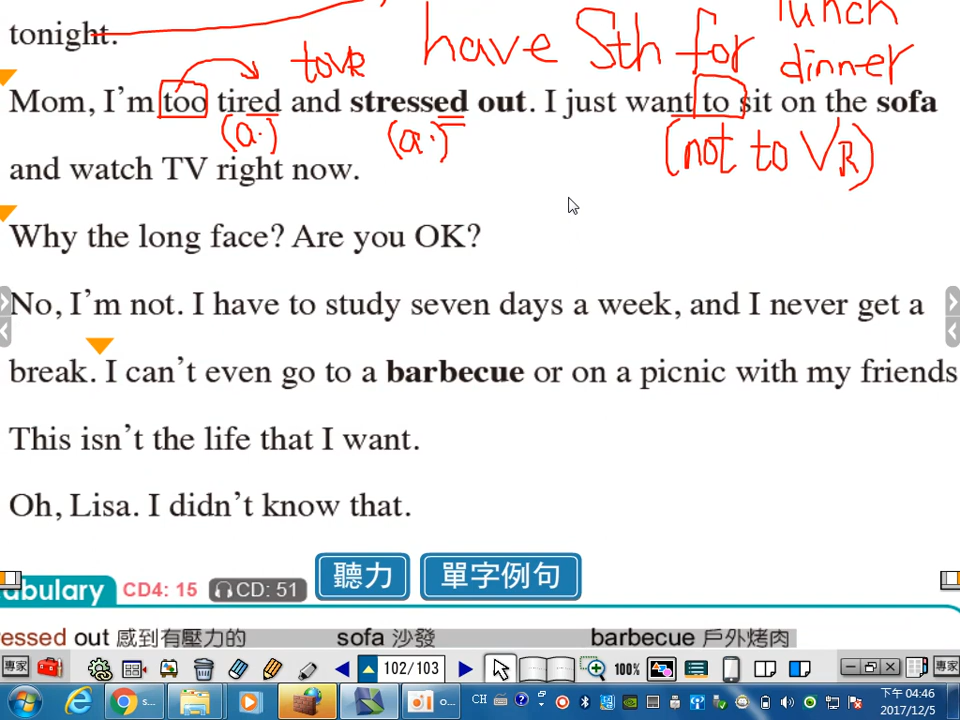 lunch
tonight.
to VR
have Sth for
dinner
Mom, I'm too tired and stressed out. I just want to sit on the sofa
(a.)
(a.)
(not to VR)
and watch TV right now.
Why the long face? Are you OK?
No, I'm not. I have to study seven days a week, and I never get a
break. I can't even go to a barbecue or on a picnic with my friends
This isn't the life that I want.
Oh, Lisa. I didn't know that.
聽力
單字例句
abulary
CD4: 15
CD: 51
ressed out 感到有壓力的
sofa 沙發
barbecue 戶外烤肉
專家
102/103
100%
專家
s...
o...
CH
下午 04:46
2017/12/5